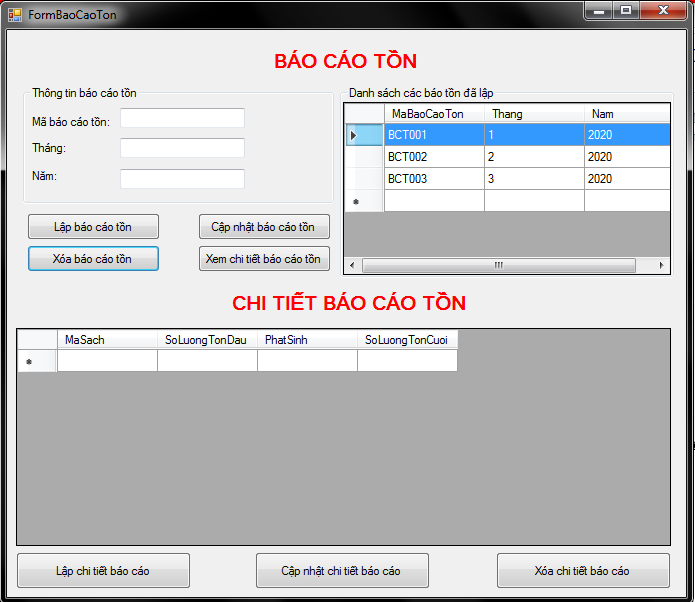 FormBaoCaoTon
BÁO CÁO TỒN
Thông tin báo cáo tồn
Mã báo cáo tồn:
Tháng:
Năm:
Danh sách các báo tồn đã lập
MaBaoCaoTon Thang Nam
BCT001 1 2020
BCT002 2 2020
BCT003 3 2020
Lập báo cáo tồn
Cập nhật báo cáo tồn
Xóa báo cáo tồn
Xem chi tiết báo cáo tồn
CHI TIẾT BÁO CÁO TỒN
MaSach SoLuongTonDau PhatSinh SoLuongTonCuoi
Lập chi tiết báo cáo
Cập nhật chi tiết báo cáo
Xóa chi tiết báo cáo